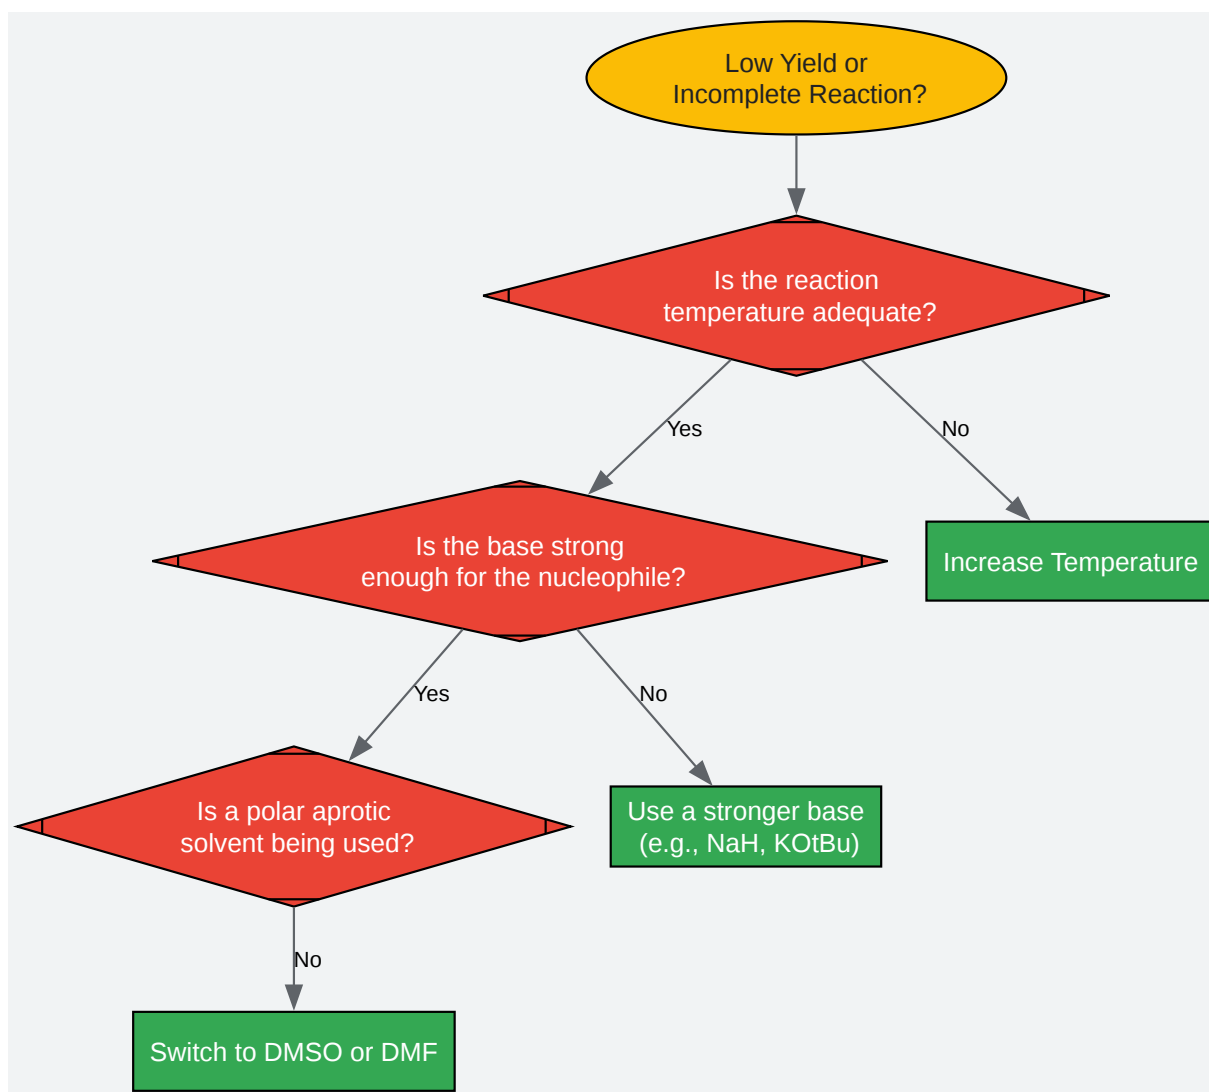 Low Yield or
Incomplete Reaction?
Is the reaction
temperature adequate?
Yes
No
Is the base strong
enough for the nucleophile?
Increase Temperature
Yes
No
Is a polar aprotic
solvent being used?
Use a stronger base
(e.g., NaH, KOtBu)
No
Switch to DMSO or DMF